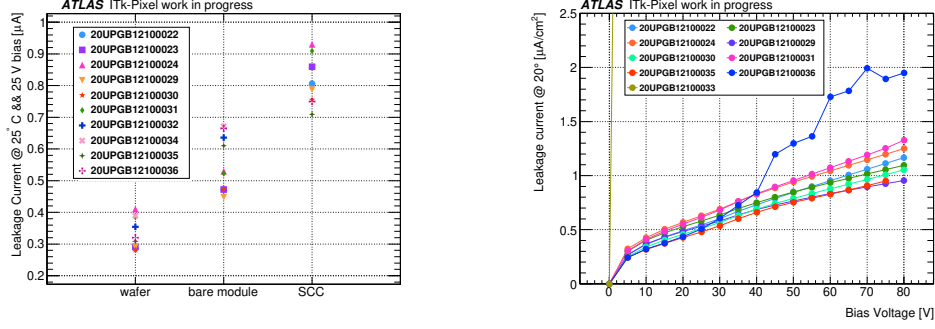 ATLAS ITk-Pixel work in progress
Leakage Current @ 25° C && 25 V bias [μA]
1
0.9
0.8
0.7
0.6
0.5
0.4
0.3
0.2
20UPGB12100022
20UPGB12100023
20UPGB12100024
20UPGB12100029
20UPGB12100030
20UPGB12100031
20UPGB12100032
20UPGB12100034
20UPGB12100035
20UPGB12100036
wafer bare module SCC
ATLAS ITk-Pixel work in progress
Leakage current @ 20° [μA/cm²]
2.5
2
1.5
1
0.5
0
20UPGB12100022 20UPGB12100023
20UPGB12100024 20UPGB12100029
20UPGB12100030 20UPGB12100031
20UPGB12100035 20UPGB12100036
20UPGB12100033
0 10 20 30 40 50 60 70 80
Bias Voltage [V]